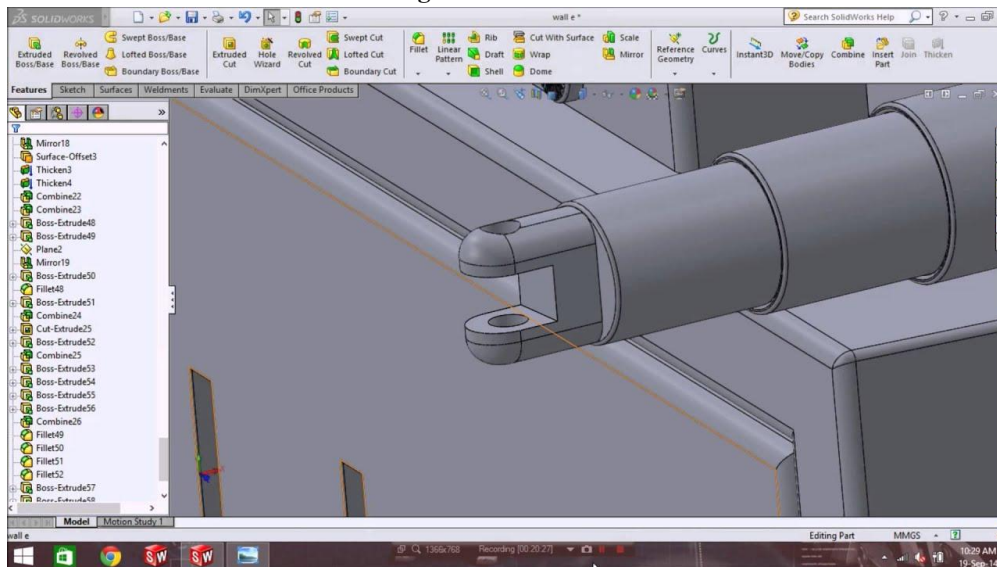 SOLIDWORKS
wall e *
Search SolidWorks Help
Extruded Boss/Base
Revolved Boss/Base
Swept Boss/Base
Lofted Boss/Base
Boundary Boss/Base
Extruded Cut
Hole Wizard
Revolved Cut
Swept Cut
Lofted Cut
Boundary Cut
Fillet
Linear Pattern
Rib
Draft
Shell
Cut With Surface
Wrap
Dome
Scale
Mirror
Reference Geometry
Curves
Instant3D
Move/Copy Bodies
Combine
Insert Part
Join
Thicken
Features
Sketch
Surfaces
Weldments
Evaluate
DimXpert
Office Products
Mirror18
Surface-Offset3
Thicken3
Thicken4
Combine22
Combine23
Boss-Extrude48
Boss-Extrude49
Plane2
Mirror19
Boss-Extrude50
Fillet48
Boss-Extrude51
Combine24
Cut-Extrude25
Boss-Extrude52
Combine25
Boss-Extrude53
Boss-Extrude54
Boss-Extrude55
Boss-Extrude56
Combine26
Fillet49
Fillet50
Fillet51
Fillet52
Boss-Extrude57
Boss-Extrude58
Model
Motion Study 1
wall e
Editing Part
MMGS
1366x768
Recording [00:20:27]
10:29 AM
19-Sep-14